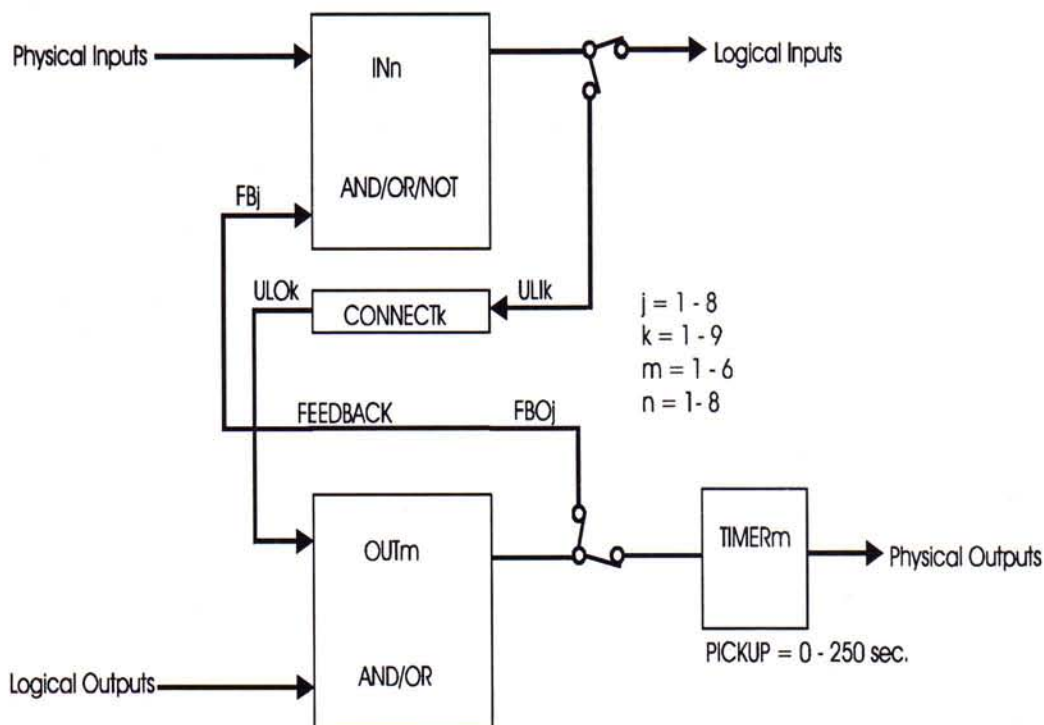 Physical Inputs
INn
Logical Inputs
AND/OR/NOT
FBj
ULOk
CONNECTk
ULIk
j = 1 - 8
k = 1 - 9
m = 1 - 6
n = 1- 8
FEEDBACK
FBOj
OUTm
TIMERm
Physical Outputs
PICKUP = 0 - 250 sec.
Logical Outputs
AND/OR